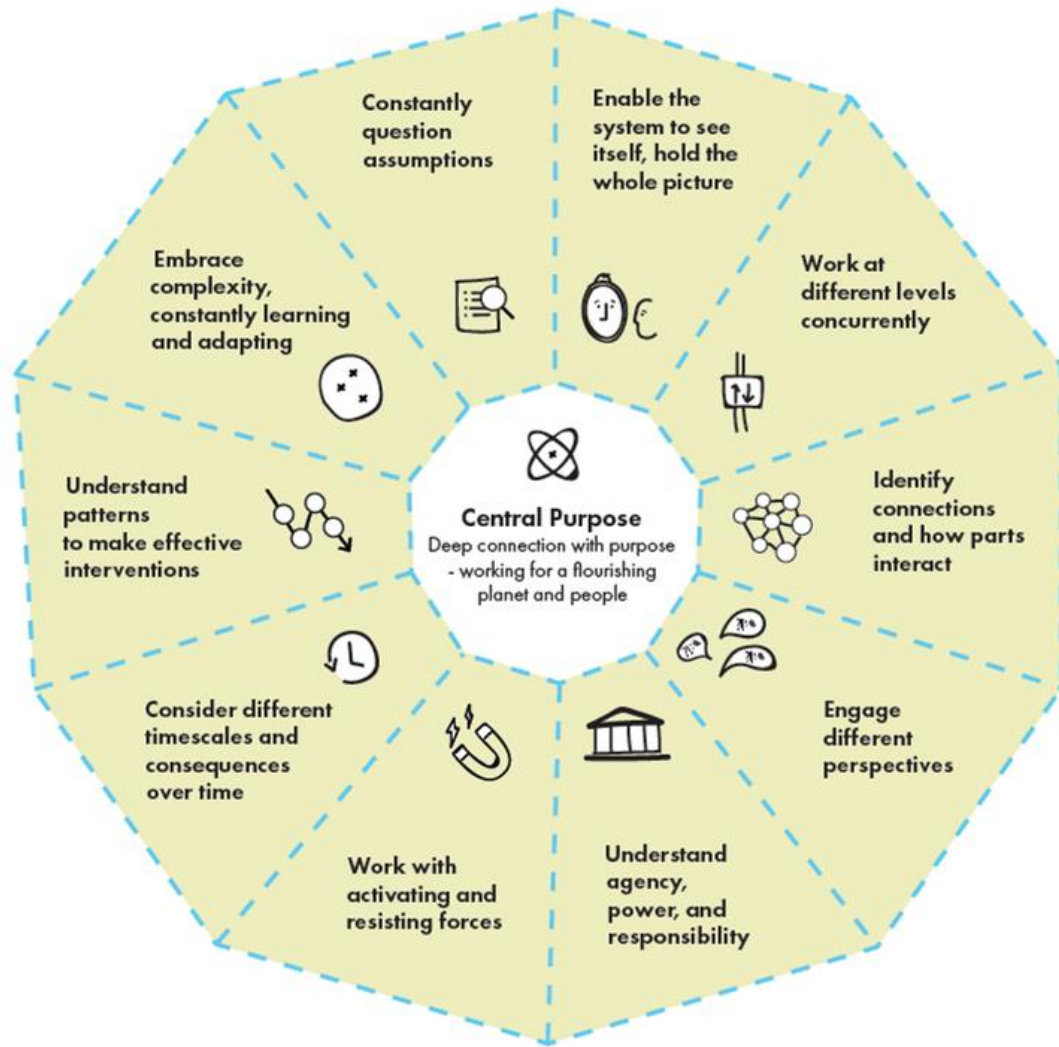 Constantly
question
assumptions
Enable the
system to see
itself, hold the
whole picture
Work at
different levels
concurrently
Identify
connections
and how parts
interact
Engage
different
perspectives
Understand
agency,
power, and
responsibility
Work with
activating and
resisting forces
Consider different
timescales and
consequences
over time
Understand
patterns
to make effective
interventions
Embrace
complexity,
constantly learning
and adapting
Central Purpose
Deep connection with purpose
- working for a flourishing
planet and people